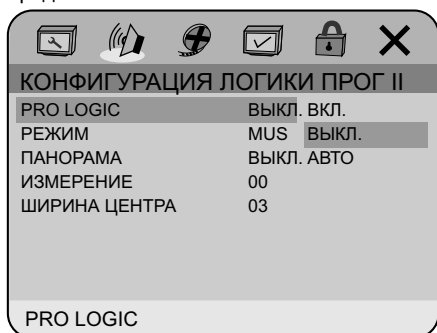 КОНФИГУРАЦИЯ ЛОГИКИ ПРОГ II
PRO LOGIC ВЫКЛ. ВКЛ.
РЕЖИМ MUS ВЫКЛ.
ПАНОРАМА ВЫКЛ. АВТО
ИЗМЕРЕНИЕ 00
ШИРИНА ЦЕНТРА 03
PRO LOGIC